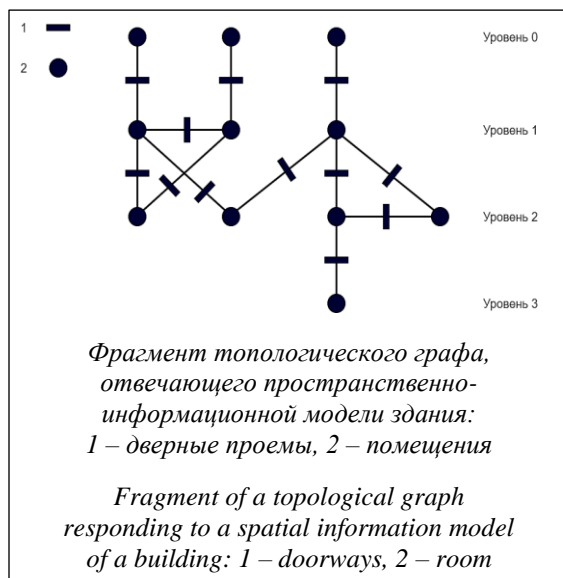 1
2
Уровень 0
Уровень 1
Уровень 2
Уровень 3
Фрагмент топологического графа,
отвечающего пространственно-
информационной модели здания:
1 – дверные проемы, 2 – помещения
Fragment of a topological graph
responding to a spatial information model
of a building: 1 – doorways, 2 – room